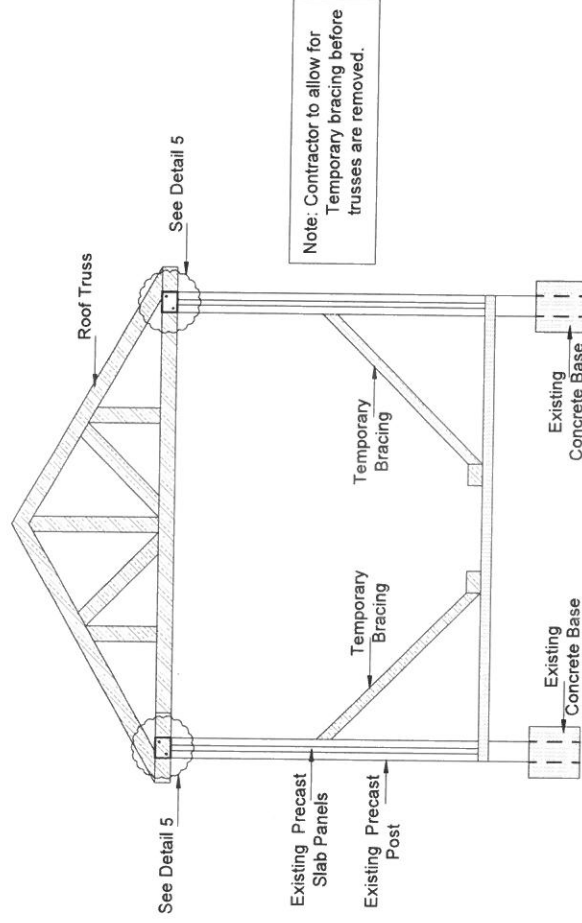 Roof Truss
See Detail 5
See Detail 5
Note: Contractor to allow for
Temporary bracing before
trusses are removed.
Temporary
Bracing
Temporary
Bracing
Existing Precast
Slab Panels
Existing Precast
Post
Existing
Concrete Base
Existing
Concrete Base